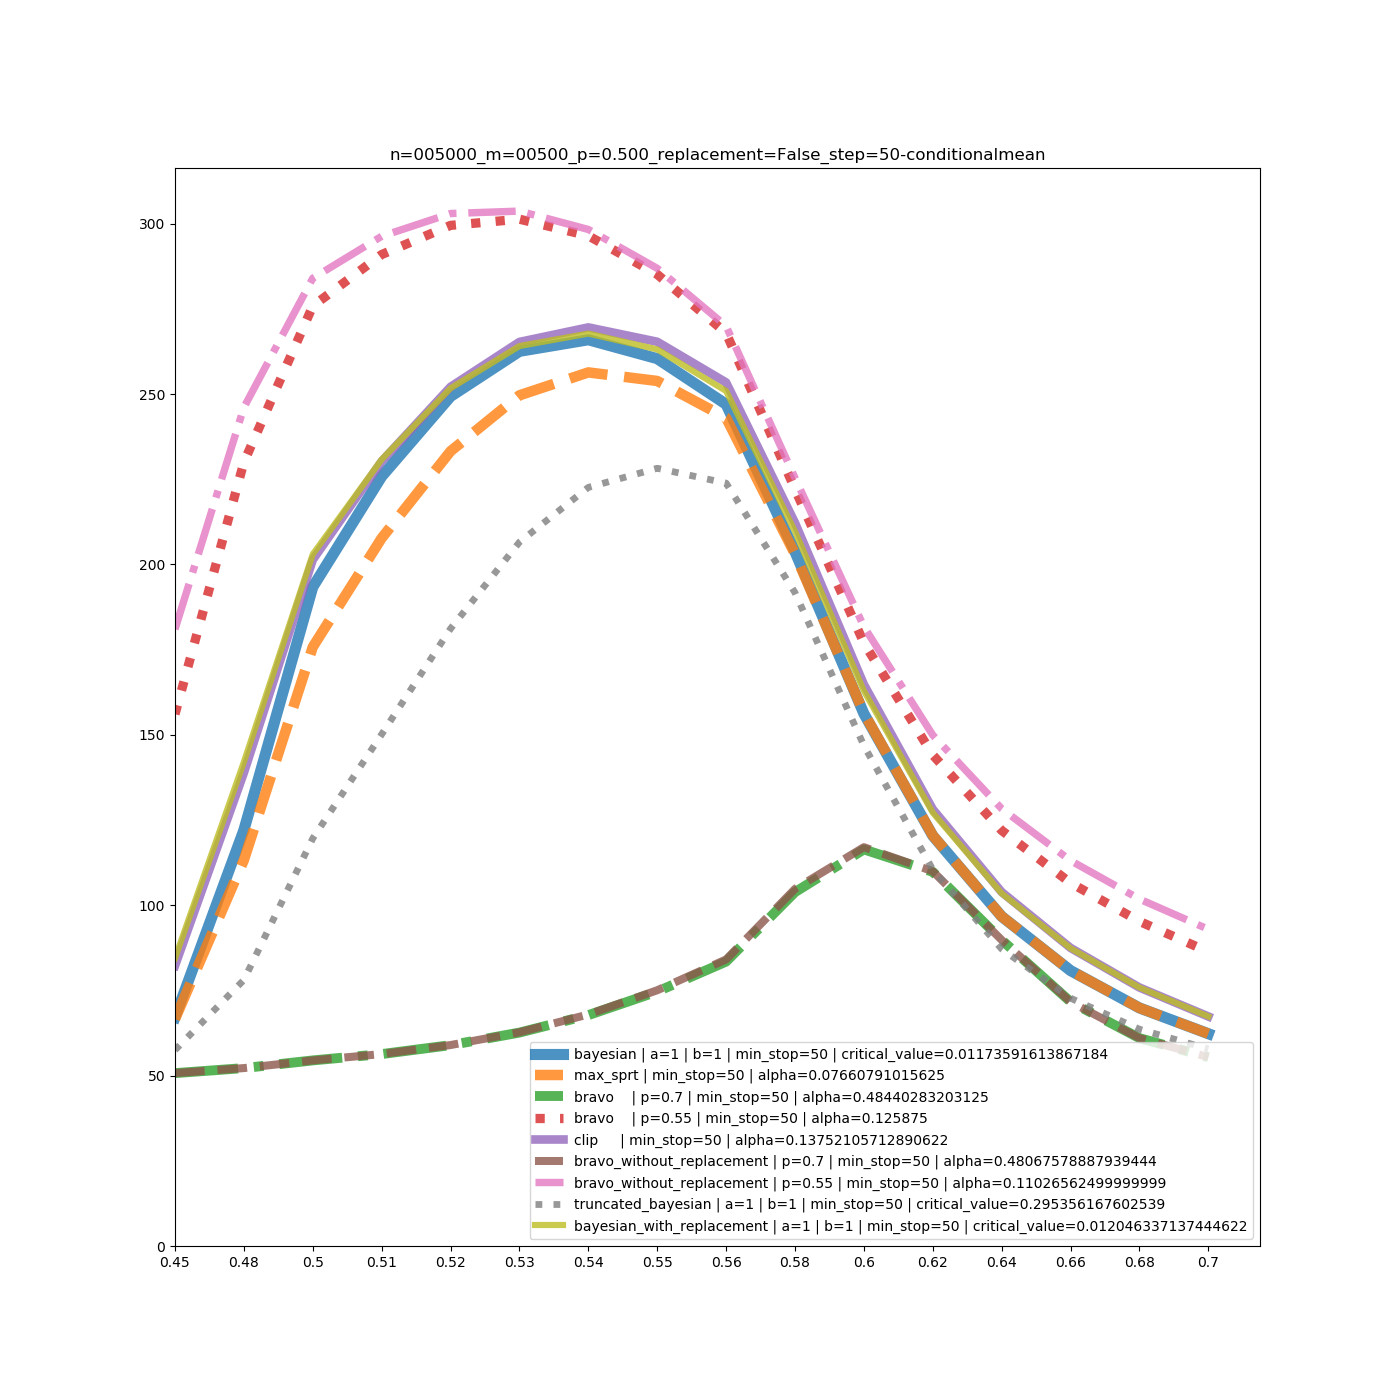 n=005000_m=00500_p=0.500_replacement=False_step=50-conditionalmean
300
250
200
150
100
50
0
bayesian | a=1 | b=1 | min_stop=50 | critical_value=0.01173591613867184
max_sprt | min_stop=50 | alpha=0.07660791015625
bravo | p=0.7 | min_stop=50 | alpha=0.48440283203125
bravo | p=0.55 | min_stop=50 | alpha=0.125875
clip | min_stop=50 | alpha=0.13752105712890622
bravo_without_replacement | p=0.7 | min_stop=50 | alpha=0.48067578887939444
bravo_without_replacement | p=0.55 | min_stop=50 | alpha=0.11026562499999999
truncated_bayesian | a=1 | b=1 | min_stop=50 | critical_value=0.295356167602539
bayesian_with_replacement | a=1 | b=1 | min_stop=50 | critical_value=0.012046337137444622
0.45 0.48 0.5 0.51 0.52 0.53 0.54 0.55 0.56 0.58 0.6 0.62 0.64 0.66 0.68 0.7